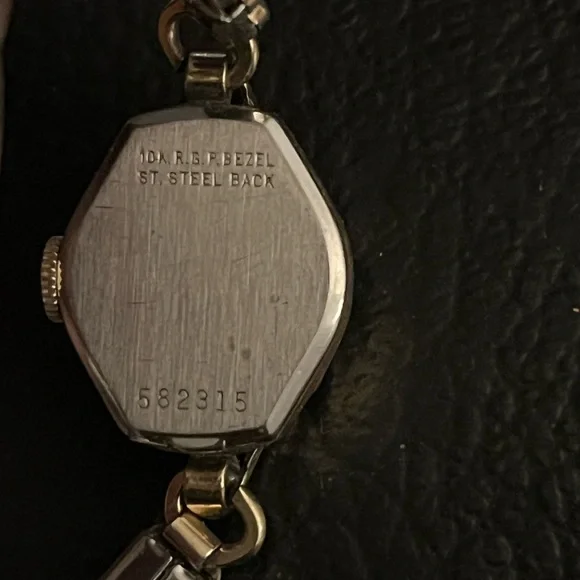 10K. R.G.P. BEZEL
ST. STEEL BACK
582315